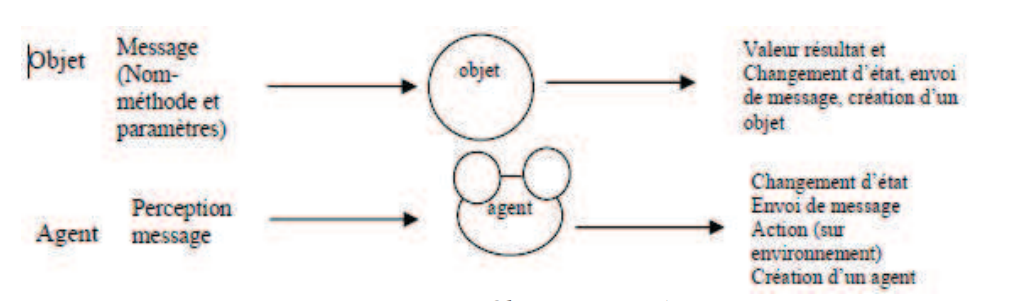 Objet
Message
(Nom-
méthode et
paramètres)
objet
Valeur résultat et
Changement d'état, envoi
de message, création d'un
objet
Agent
Perception
message
agent
Changement d'état
Envoi de message
Action (sur
environnement)
Création d'un agent